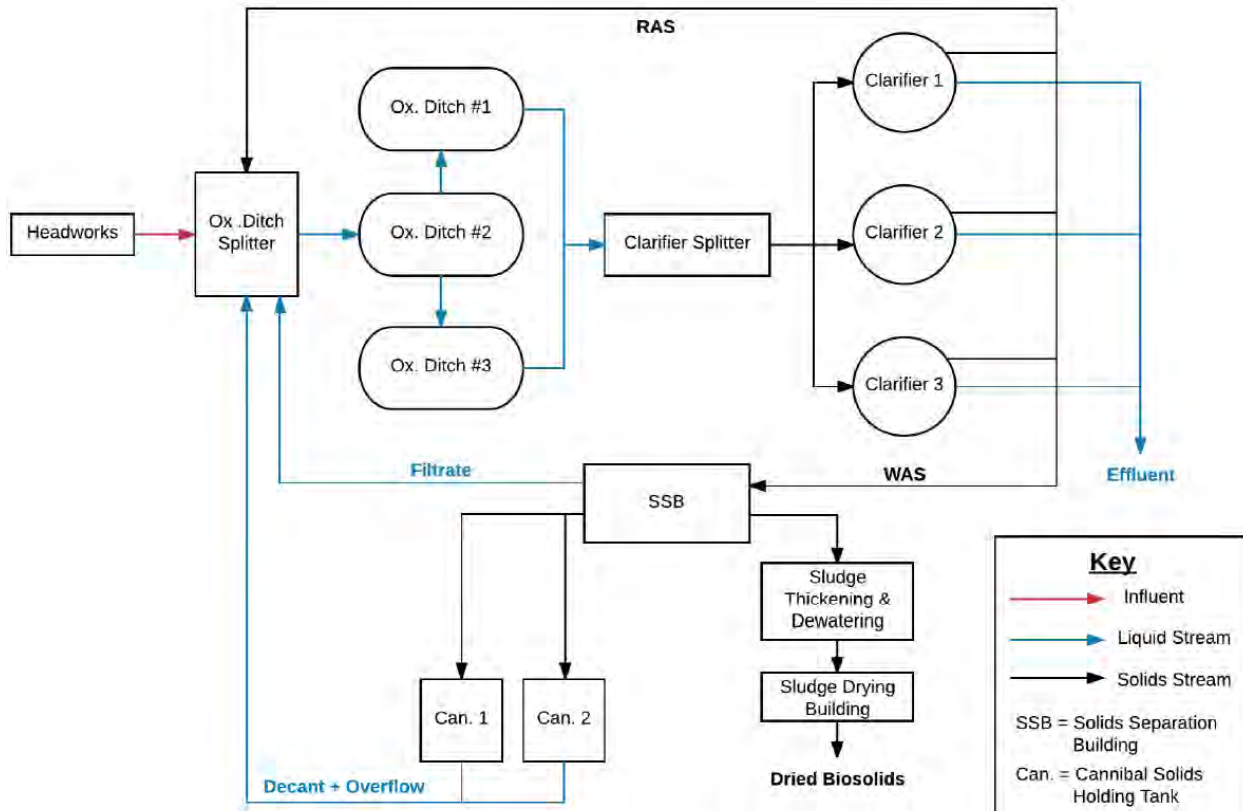 RAS
Ox. Ditch #1
Clarifier 1
Headworks
Ox .Ditch
Splitter
Ox. Ditch #2
Clarifier Splitter
Clarifier 2
Ox. Ditch #3
Clarifier 3
Filtrate
SSB
WAS
Effluent
Sludge
Thickening &
Dewatering
Sludge Drying
Building
Can. 1
Can. 2
Decant + Overflow
Dried Biosolids
Key
Influent
Liquid Stream
Solids Stream
SSB = Solids Separation
Building
Can. = Cannibal Solids
Holding Tank